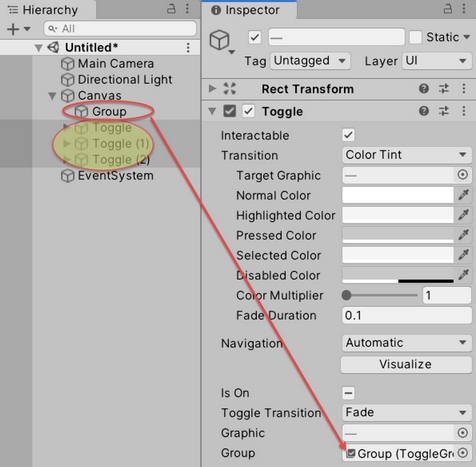 Hierarchy
All
Untitled*
Main Camera
Directional Light
Canvas
Group
Toggle
Toggle (1)
Toggle (2)
EventSystem
Inspector
—
Static
Tag Untagged Layer UI
Rect Transform
Toggle
Interactable
Transition Color Tint
Target Graphic —
Normal Color
Highlighted Color
Pressed Color
Selected Color
Disabled Color
Color Multiplier 1
Fade Duration 0.1
Navigation Automatic
Visualize
Is On —
Toggle Transition Fade
Graphic —
Group Group (ToggleGr